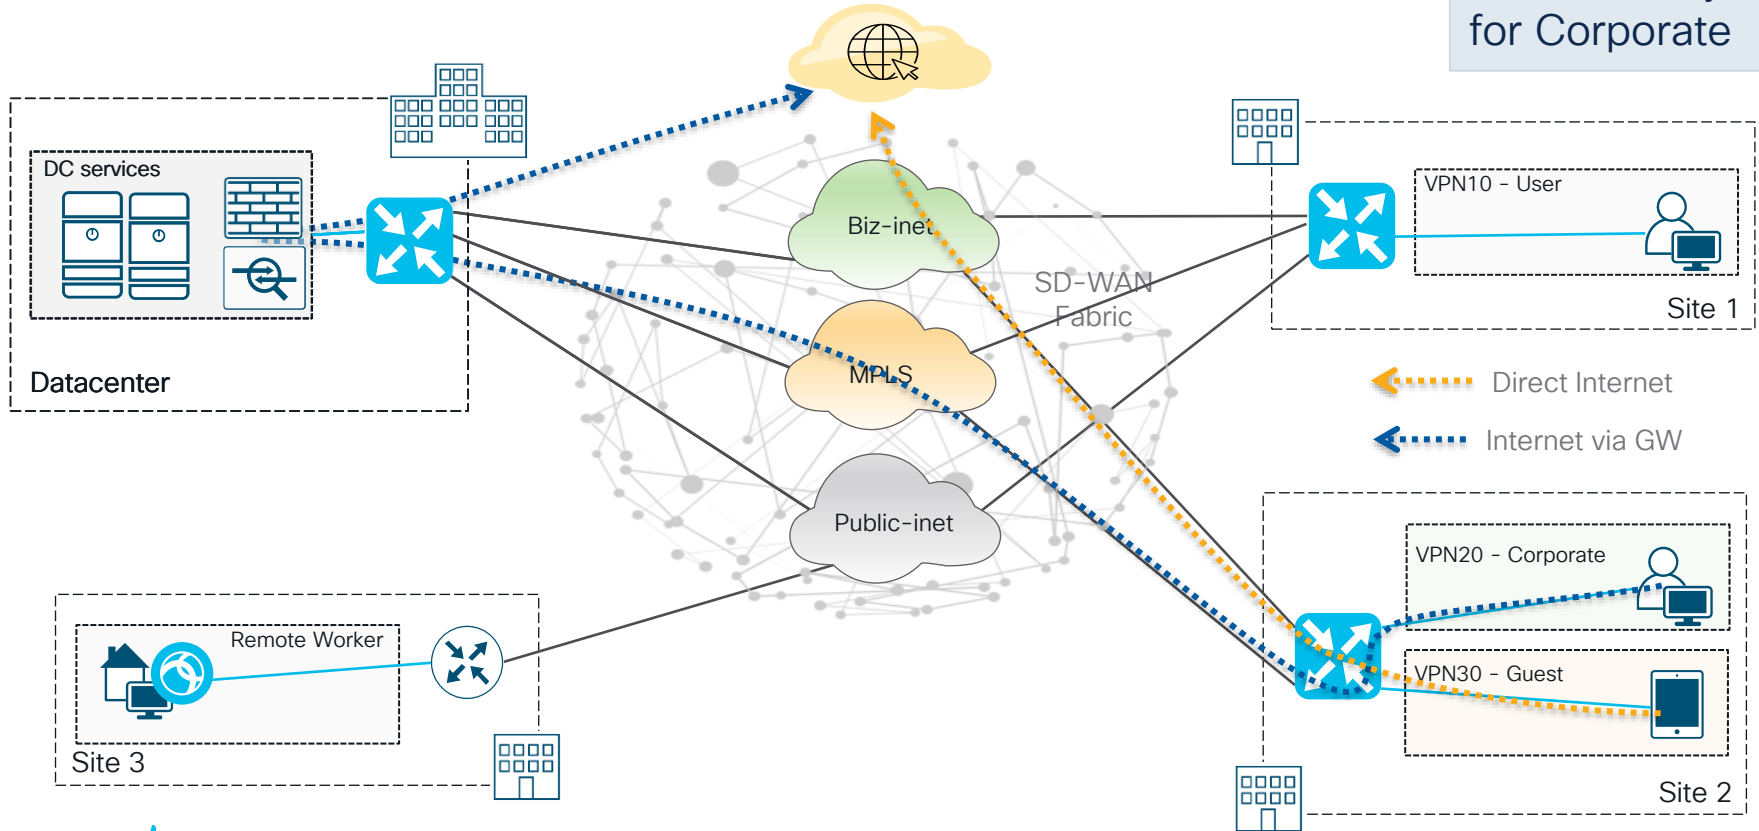 for Corporate
DC services
Datacenter
Biz-inet
MPLS
Public-inet
SD-WAN
Fabric
VPN10 - User
Site 1
Direct Internet
Internet via GW
VPN20 - Corporate
VPN30 - Guest
Site 2
Remote Worker
Site 3